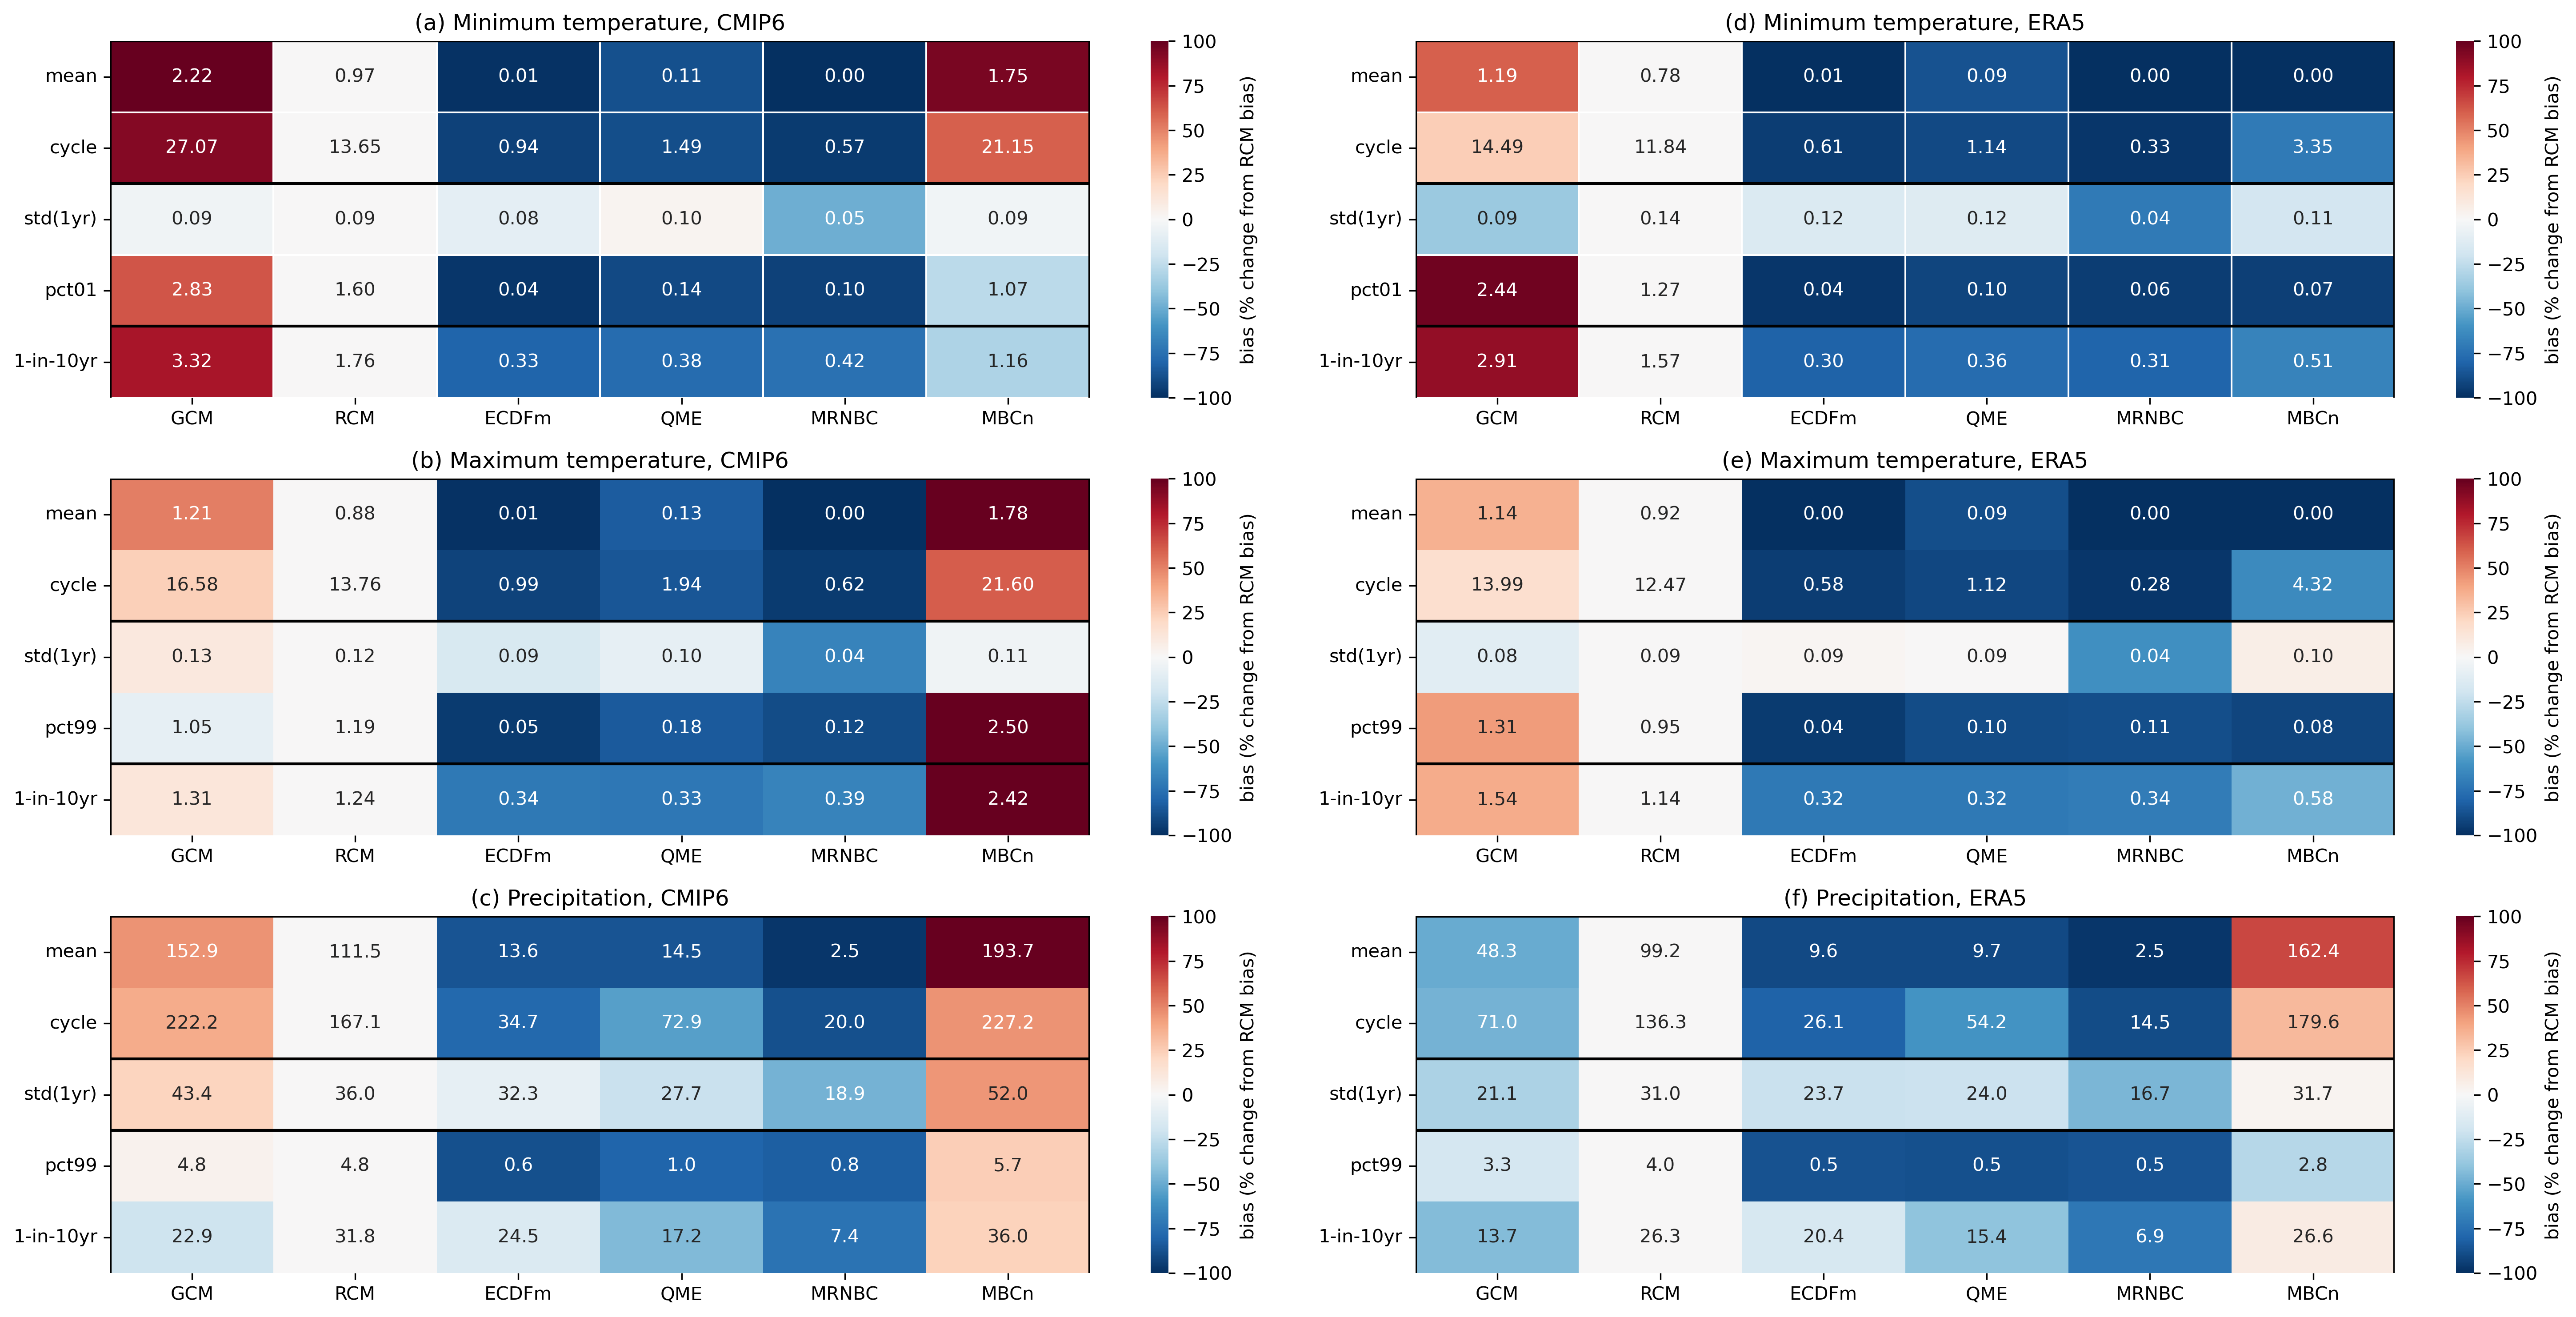 (a) Minimum temperature, CMIP6
mean 2.22 0.97 0.01 0.11 0.00 1.75
cycle 27.07 13.65 0.94 1.49 0.57 21.15
std(1yr) 0.09 0.09 0.08 0.10 0.05 0.09
pct01 2.83 1.60 0.04 0.14 0.10 1.07
1-in-10yr 3.32 1.76 0.33 0.38 0.42 1.16
GCM RCM ECDFm QME MRNBC MBCn
100
75
50
25
0
−25
−50
−75
−100
bias (% change from RCM bias)
(d) Minimum temperature, ERA5
mean 1.19 0.78 0.01 0.09 0.00 0.00
cycle 14.49 11.84 0.61 1.14 0.33 3.35
std(1yr) 0.09 0.14 0.12 0.12 0.04 0.11
pct01 2.44 1.27 0.04 0.10 0.06 0.07
1-in-10yr 2.91 1.57 0.30 0.36 0.31 0.51
GCM RCM ECDFm QME MRNBC MBCn
100
75
50
25
0
−25
−50
−75
−100
bias (% change from RCM bias)
(b) Maximum temperature, CMIP6
mean 1.21 0.88 0.01 0.13 0.00 1.78
cycle 16.58 13.76 0.99 1.94 0.62 21.60
std(1yr) 0.13 0.12 0.09 0.10 0.04 0.11
pct99 1.05 1.19 0.05 0.18 0.12 2.50
1-in-10yr 1.31 1.24 0.34 0.33 0.39 2.42
GCM RCM ECDFm QME MRNBC MBCn
100
75
50
25
0
−25
−50
−75
−100
bias (% change from RCM bias)
(e) Maximum temperature, ERA5
mean 1.14 0.92 0.00 0.09 0.00 0.00
cycle 13.99 12.47 0.58 1.12 0.28 4.32
std(1yr) 0.08 0.09 0.09 0.09 0.04 0.10
pct99 1.31 0.95 0.04 0.10 0.11 0.08
1-in-10yr 1.54 1.14 0.32 0.32 0.34 0.58
GCM RCM ECDFm QME MRNBC MBCn
100
75
50
25
0
−25
−50
−75
−100
bias (% change from RCM bias)
(c) Precipitation, CMIP6
mean 152.9 111.5 13.6 14.5 2.5 193.7
cycle 222.2 167.1 34.7 72.9 20.0 227.2
std(1yr) 43.4 36.0 32.3 27.7 18.9 52.0
pct99 4.8 4.8 0.6 1.0 0.8 5.7
1-in-10yr 22.9 31.8 24.5 17.2 7.4 36.0
GCM RCM ECDFm QME MRNBC MBCn
100
75
50
25
0
−25
−50
−75
−100
bias (% change from RCM bias)
(f) Precipitation, ERA5
mean 48.3 99.2 9.6 9.7 2.5 162.4
cycle 71.0 136.3 26.1 54.2 14.5 179.6
std(1yr) 21.1 31.0 23.7 24.0 16.7 31.7
pct99 3.3 4.0 0.5 0.5 0.5 2.8
1-in-10yr 13.7 26.3 20.4 15.4 6.9 26.6
GCM RCM ECDFm QME MRNBC MBCn
100
75
50
25
0
−25
−50
−75
−100
bias (% change from RCM bias)